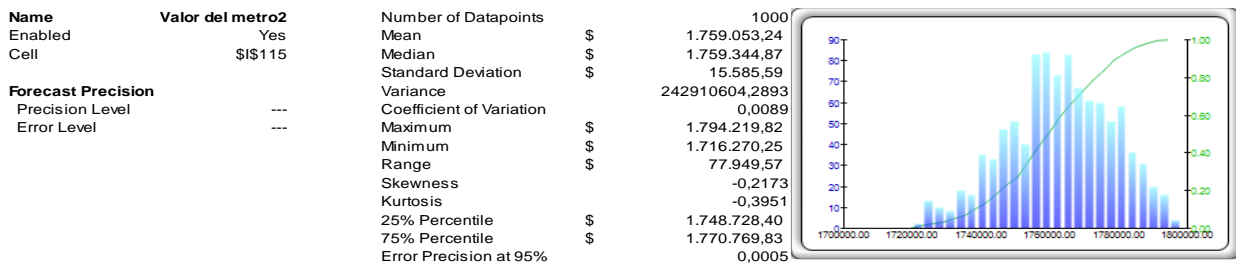 Name Valor del metro2
Enabled Yes
Cell $I$115
Forecast Precision
Precision Level ---
Error Level ---
Number of Datapoints 1000
Mean $ 1.759.053,24
Median $ 1.759.344,87
Standard Deviation $ 15.585,59
Variance 242910604,2893
Coefficient of Variation 0,0089
Maximum $ 1.794.219,82
Minimum $ 1.716.270,25
Range $ 77.949,57
Skewness -0,2173
Kurtosis -0,3951
25% Percentile $ 1.748.728,40
75% Percentile $ 1.770.769,83
Error Precision at 95% 0,0005
90 1.00
80
70 0.80
60
50 0.60
40 0.40
30
20 0.20
10
0 0.00
1700000.00 1720000.00 1740000.00 1760000.00 1780000.00 1800000.00